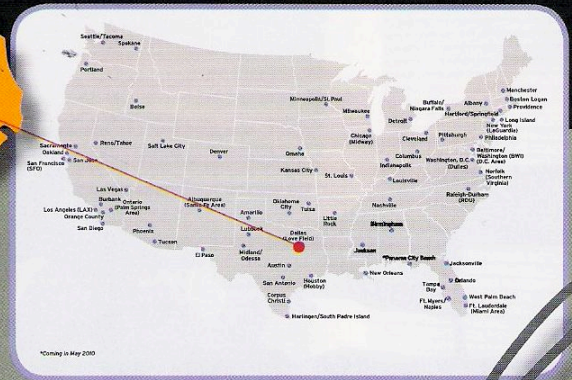 Seattle/Tacoma
Spokane
Portland
Boise
Minneapolis/St. Paul
Milwaukee
Detroit
Buffalo/
Niagara Falls
Albany
Manchester
Boston Logan
Providence
Hartford/Springfield
Long Island
New York
(LaGuardia)
Philadelphia
Chicago
(Midway)
Cleveland
Pittsburgh
Sacramento
Oakland
San Francisco
(SFO)
San Jose
Reno/Tahoe
Salt Lake City
Denver
Omaha
Kansas City
St. Louis
Indianapolis
Columbus
Louisville
Washington, D.C.
(Dulles)
Baltimore/
Washington (BWI)
(D.C. Area)
Norfolk
(Southern
Virginia)
Raleigh-Durham
(RDU)
Las Vegas
Burbank
Ontario
(Palm Springs
Area)
Los Angeles (LAX)
Orange County
San Diego
Phoenix
Tucson
Albuquerque
(Santa Fe Area)
Amarillo
Lubbock
Oklahoma
City
Tulsa
Little
Rock
Nashville
Birmingham
Dallas
(Love Field)
El Paso
Midland/
Odessa
Jackson
*Panama City Beach
Austin
San Antonio
Houston
(Hobby)
New Orleans
Jacksonville
Orlando
Tampa
Bay
Ft. Myers/
Naples
West Palm Beach
Ft. Lauderdale
(Miami Area)
Corpus
Christi
Harlingen/South Padre Island
*Coming in May 2010